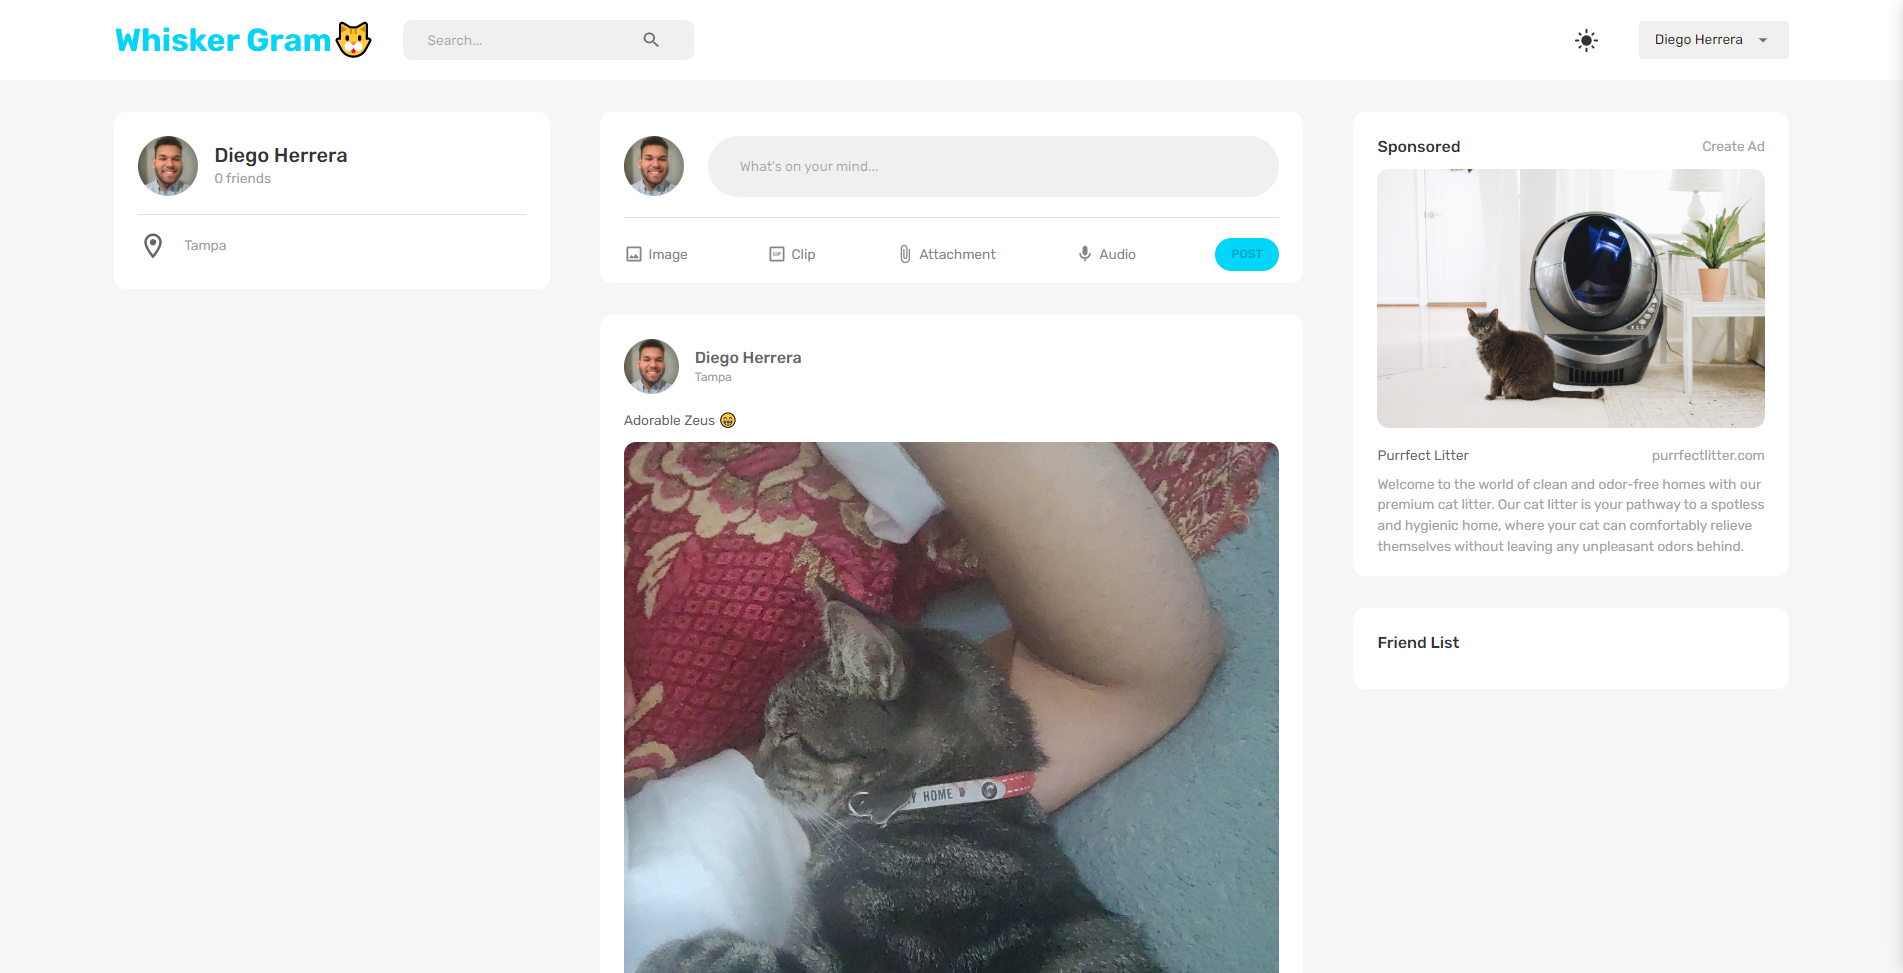 Whisker Gram
Search...
Diego Herrera
Diego Herrera
0 friends
Tampa
What's on your mind...
Image
Clip
Attachment
Audio
POST
Diego Herrera
Tampa
Adorable Zeus 😁
Y HOME
Sponsored
Create Ad
Purrfect Litter
purrfectlitter.com
Welcome to the world of clean and odor-free homes with our
premium cat litter. Our cat litter is your pathway to a spotless
and hygienic home, where your cat can comfortably relieve
themselves without leaving any unpleasant odors behind.
Friend List